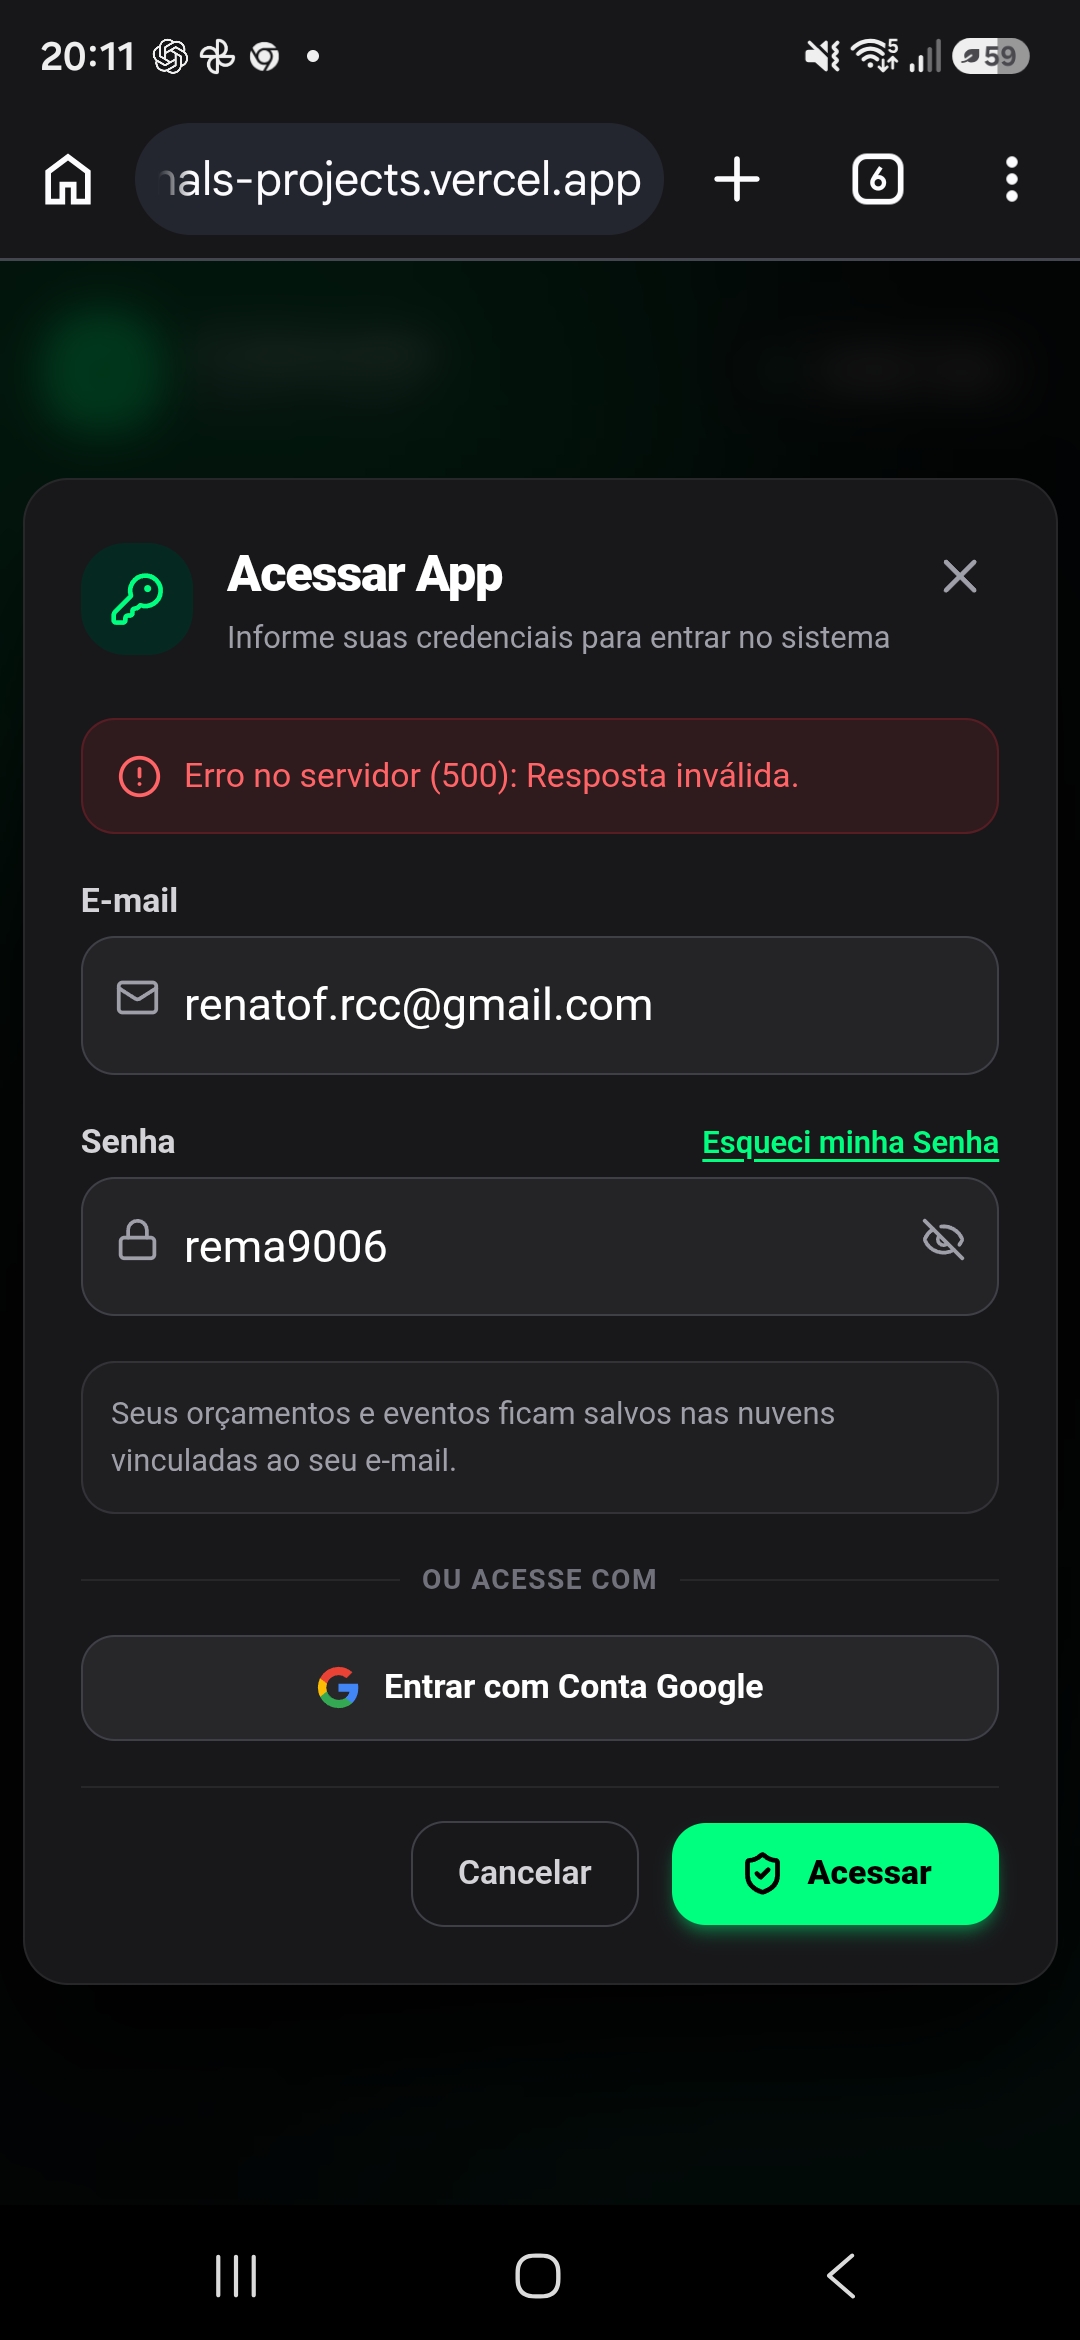 20:11
5
59
nals-projects.vercel.app
6
Acessar App
Informe suas credenciais para entrar no sistema
Erro no servidor (500): Resposta inválida.
E-mail
renatof.rcc@gmail.com
Senha
Esqueci minha Senha
rema9006
Seus orçamentos e eventos ficam salvos nas nuvens
vinculadas ao seu e-mail.
OU ACESSE COM
Entrar com Conta Google
Cancelar
Acessar